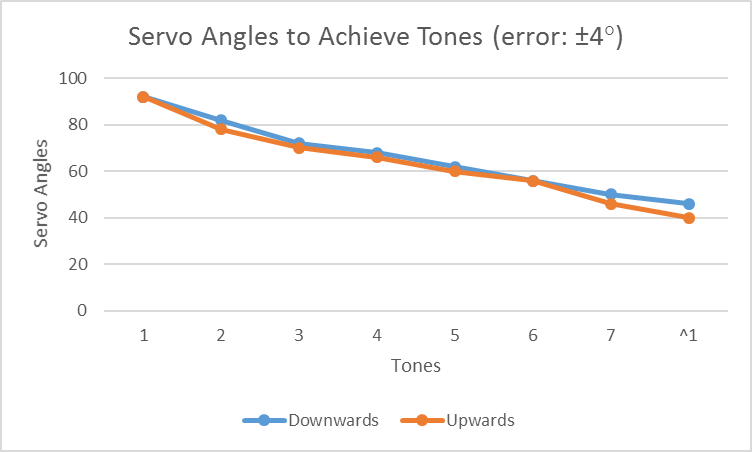 Servo Angles to Achieve Tones (error: ±4°)
Servo Angles
100
80
60
40
20
0
1 2 3 4 5 6 7 ^1
Tones
Downwards Upwards